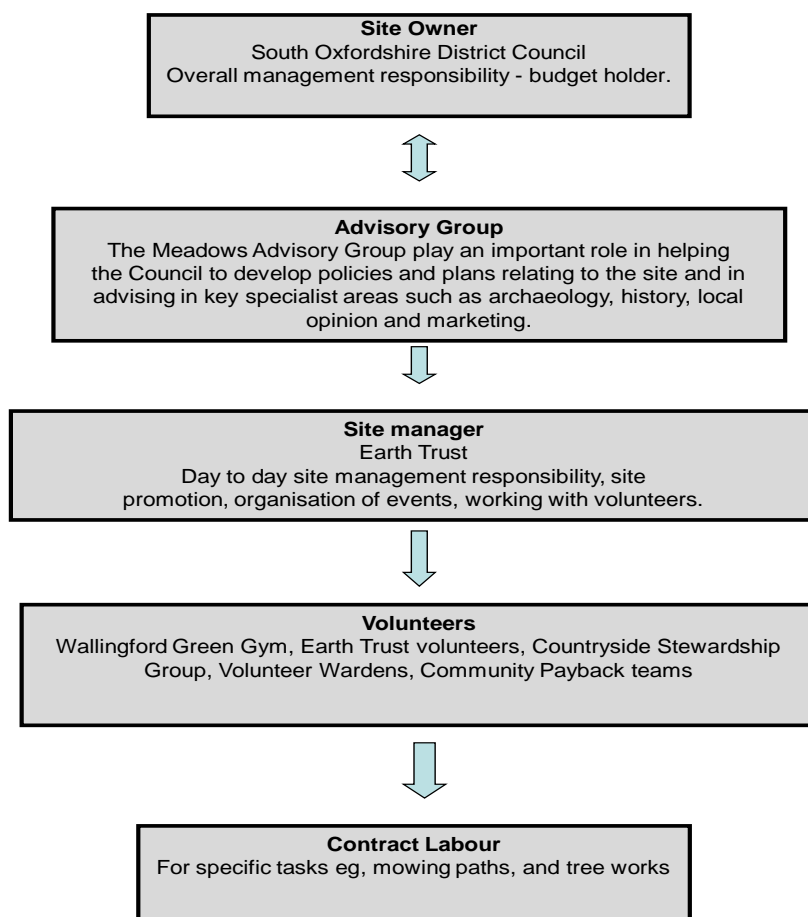 Site Owner
South Oxfordshire District Council
Overall management responsibility - budget holder.
Advisory Group
The Meadows Advisory Group play an important role in helping
the Council to develop policies and plans relating to the site and in
advising in key specialist areas such as archaeology, history, local
opinion and marketing.
Site manager
Earth Trust
Day to day site management responsibility, site
promotion, organisation of events, working with volunteers.
Volunteers
Wallingford Green Gym, Earth Trust volunteers, Countryside Stewardship
Group, Volunteer Wardens, Community Payback teams
Contract Labour
For specific tasks eg, mowing paths, and tree works